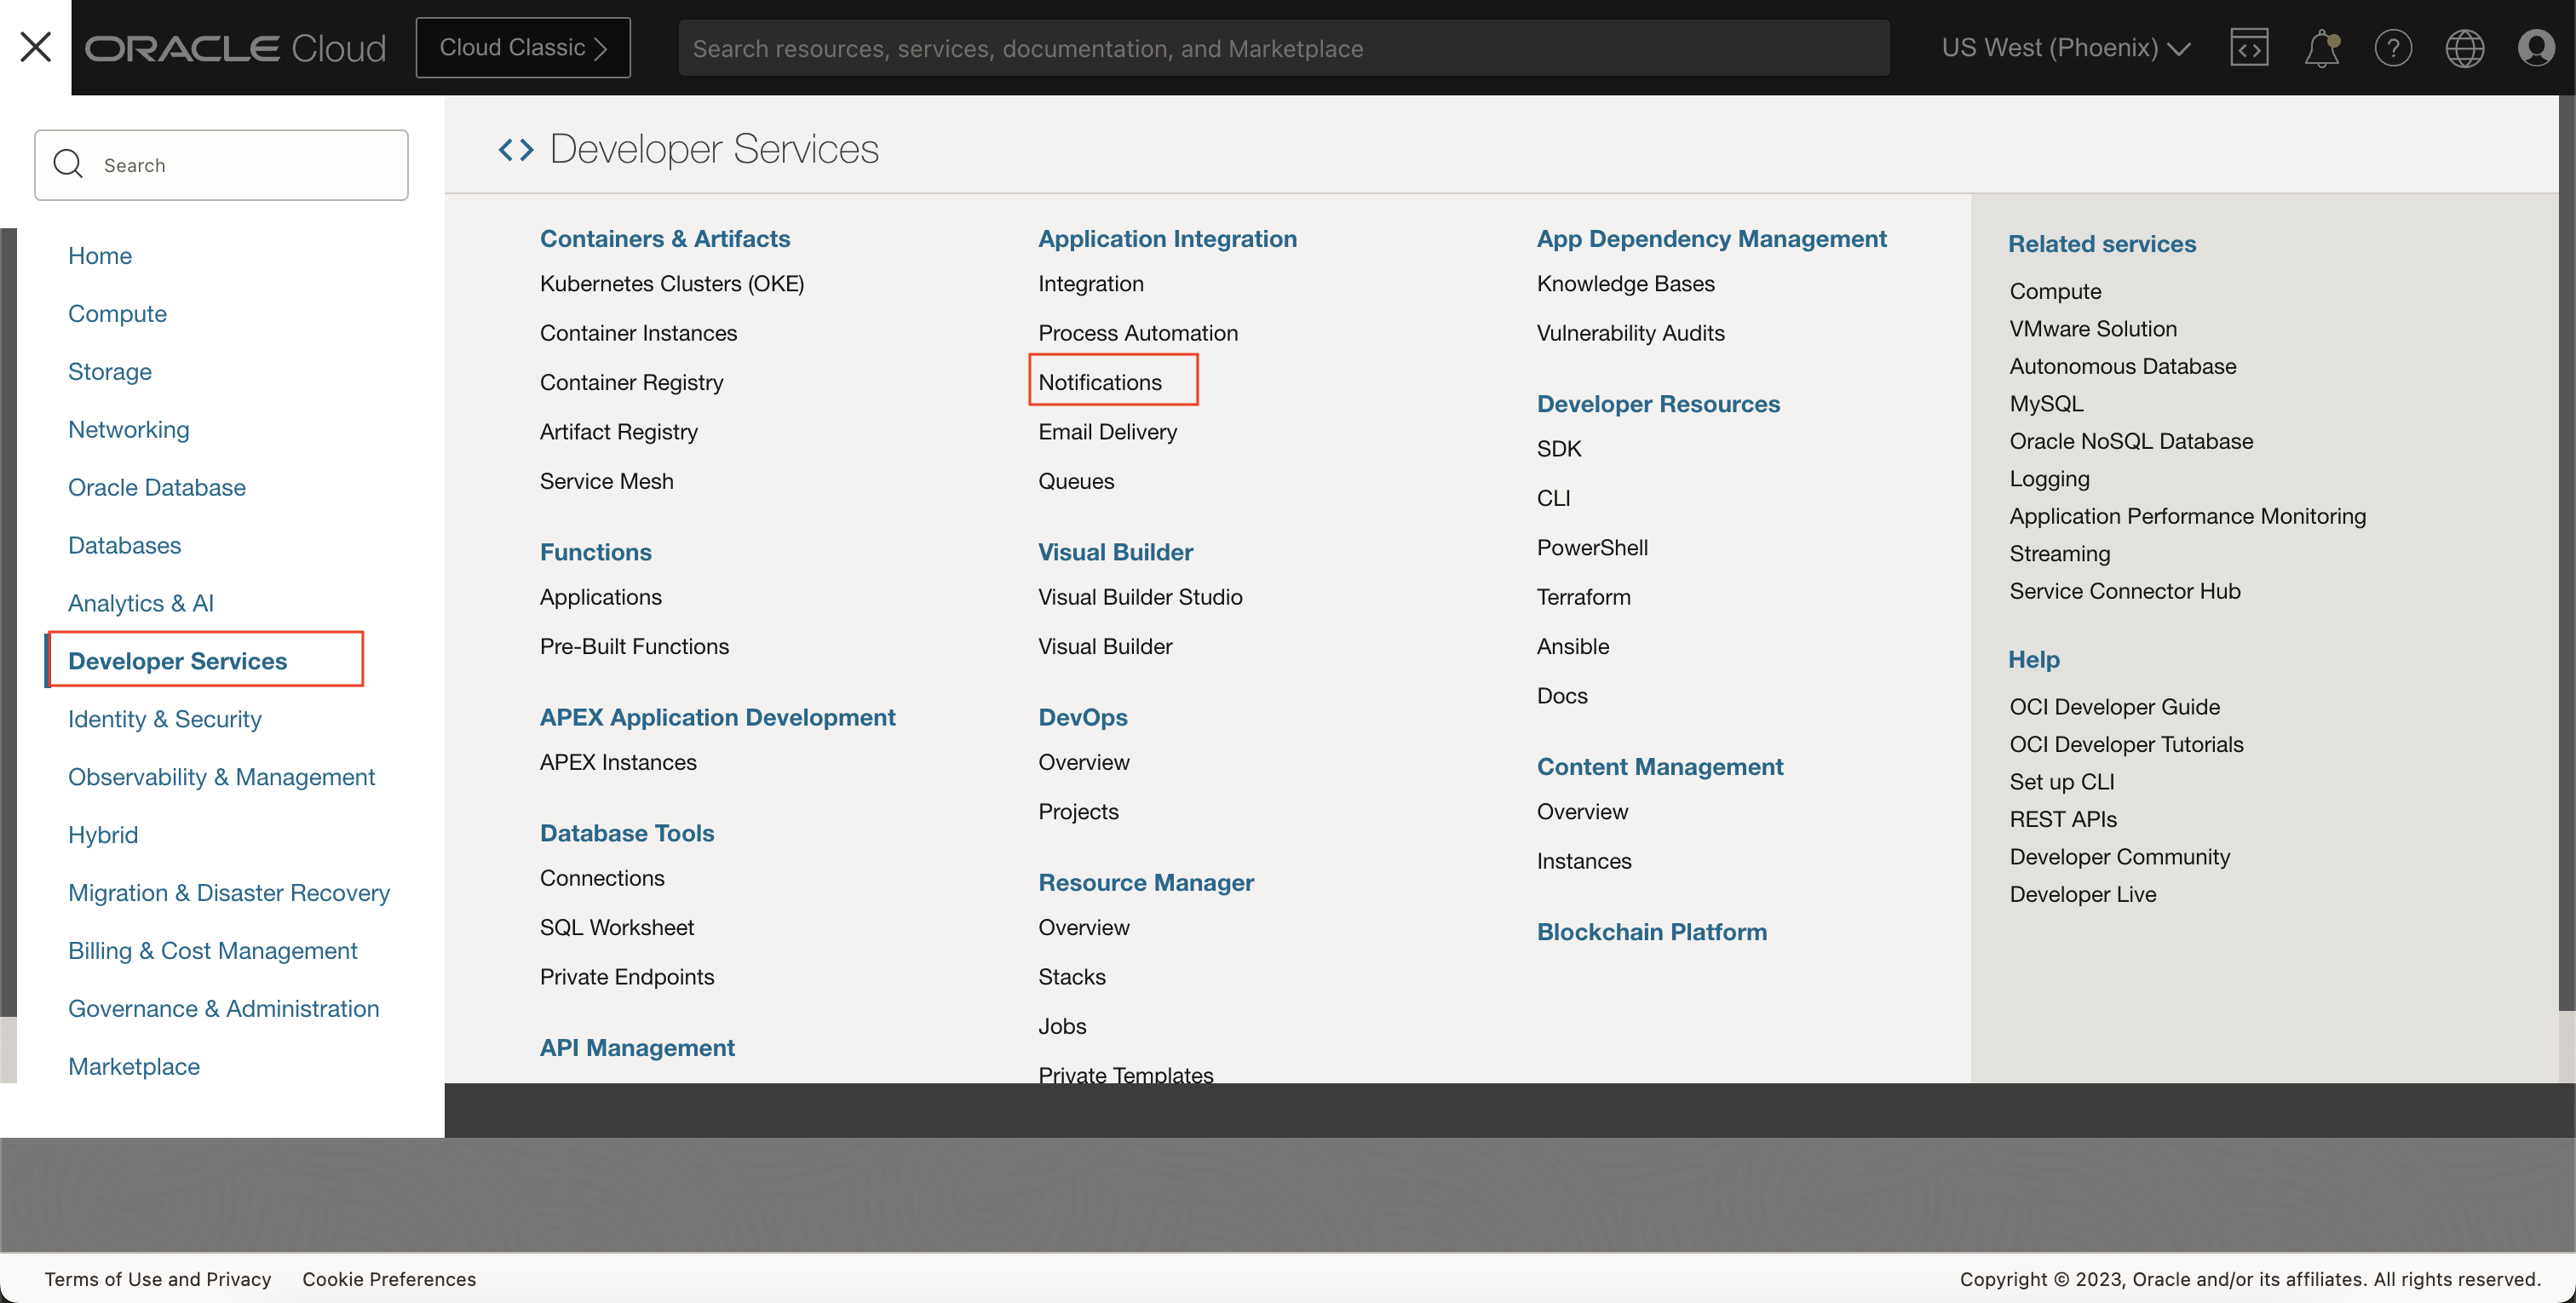 ORACLE Cloud
Cloud Classic
Search resources, services, documentation, and Marketplace
US West (Phoenix)
Search
Home
Compute
Storage
Networking
Oracle Database
Databases
Analytics & AI
Developer Services
Identity & Security
Observability & Management
Hybrid
Migration & Disaster Recovery
Billing & Cost Management
Governance & Administration
Marketplace
Developer Services
Containers & Artifacts
Kubernetes Clusters (OKE)
Container Instances
Container Registry
Artifact Registry
Service Mesh
Functions
Applications
Pre-Built Functions
APEX Application Development
APEX Instances
Database Tools
Connections
SQL Worksheet
Private Endpoints
API Management
Application Integration
Integration
Process Automation
Notifications
Email Delivery
Queues
Visual Builder
Visual Builder Studio
Visual Builder
DevOps
Overview
Projects
Resource Manager
Overview
Stacks
Jobs
Private Templates
App Dependency Management
Knowledge Bases
Vulnerability Audits
Developer Resources
SDK
CLI
PowerShell
Terraform
Ansible
Docs
Content Management
Overview
Instances
Blockchain Platform
Related services
Compute
VMware Solution
Autonomous Database
MySQL
Oracle NoSQL Database
Logging
Application Performance Monitoring
Streaming
Service Connector Hub
Help
OCI Developer Guide
OCI Developer Tutorials
Set up CLI
REST APIs
Developer Community
Developer Live
Terms of Use and Privacy
Cookie Preferences
Copyright © 2023, Oracle and/or its affiliates. All rights reserved.